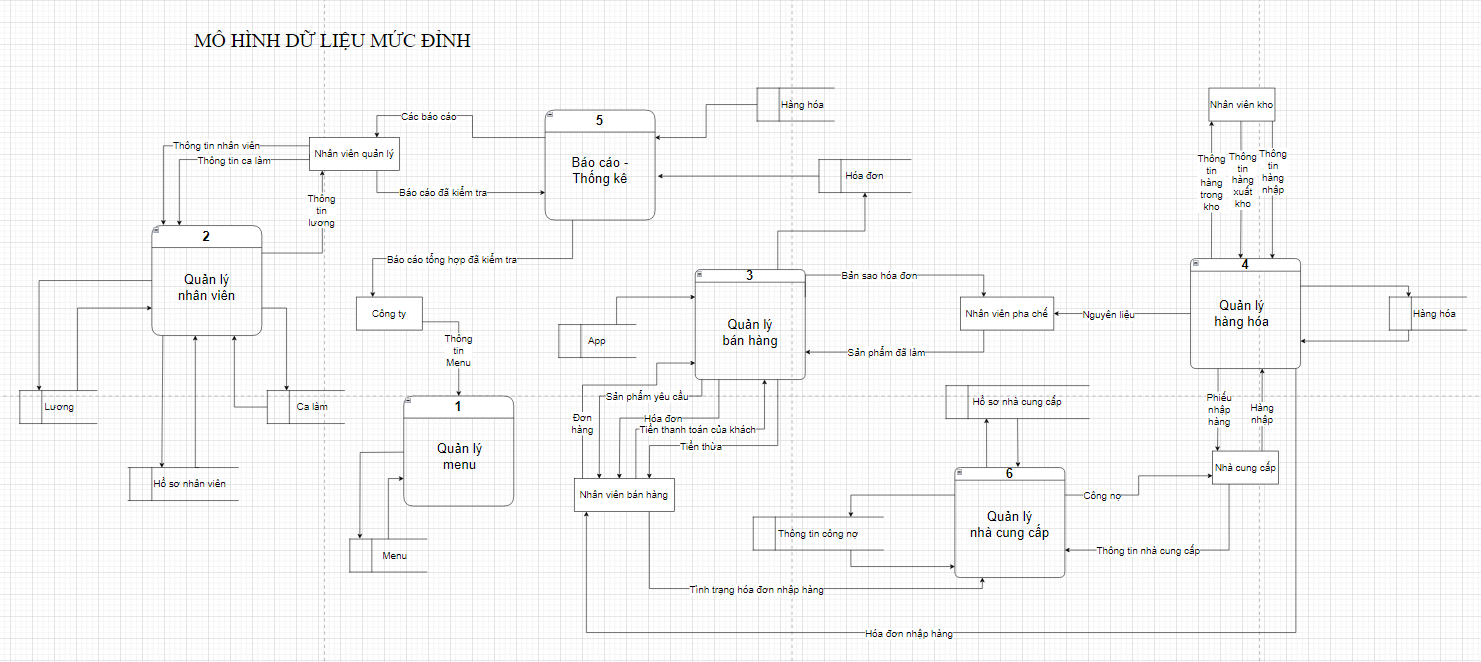 MÔ HÌNH DỮ LIỆU MỨC ĐỈNH
Hàng hóa
Nhân viên kho
Các báo cáo
5
Báo cáo -
Thống kê
Thông tin nhân viên
Thông tin ca làm
Nhân viên quản lý
Báo cáo đã kiểm tra
Hóa đơn
Thông
tin
hàng
trong
kho
Thông
tin
hàng
xuất
kho
Thông
tin
hàng
nhập
Thông
tin
lương
2
Quản lý
nhân viên
Báo cáo tổng hợp đã kiểm tra
3
Quản lý
bán hàng
Bản sao hóa đơn
4
Quản lý
hàng hóa
Công ty
Nhân viên pha chế
Nguyên liệu
Hàng hóa
App
Thông
tin
Menu
Sản phẩm đã làm
Lương
Ca làm
1
Quản lý
menu
Sản phẩm yêu cầu
Đơn
hàng
Hóa đơn
Tiền thanh toán của khách
Tiền thừa
Hồ sơ nhà cung cấp
Phiếu
nhập
hàng
Hàng
nhập
Hồ sơ nhân viên
Nhân viên bán hàng
6
Quản lý
nhà cung cấp
Công nợ
Nhà cung cấp
Thông tin công nợ
Thông tin nhà cung cấp
Menu
Tình trạng hóa đơn nhập hàng
Hóa đơn nhập hàng